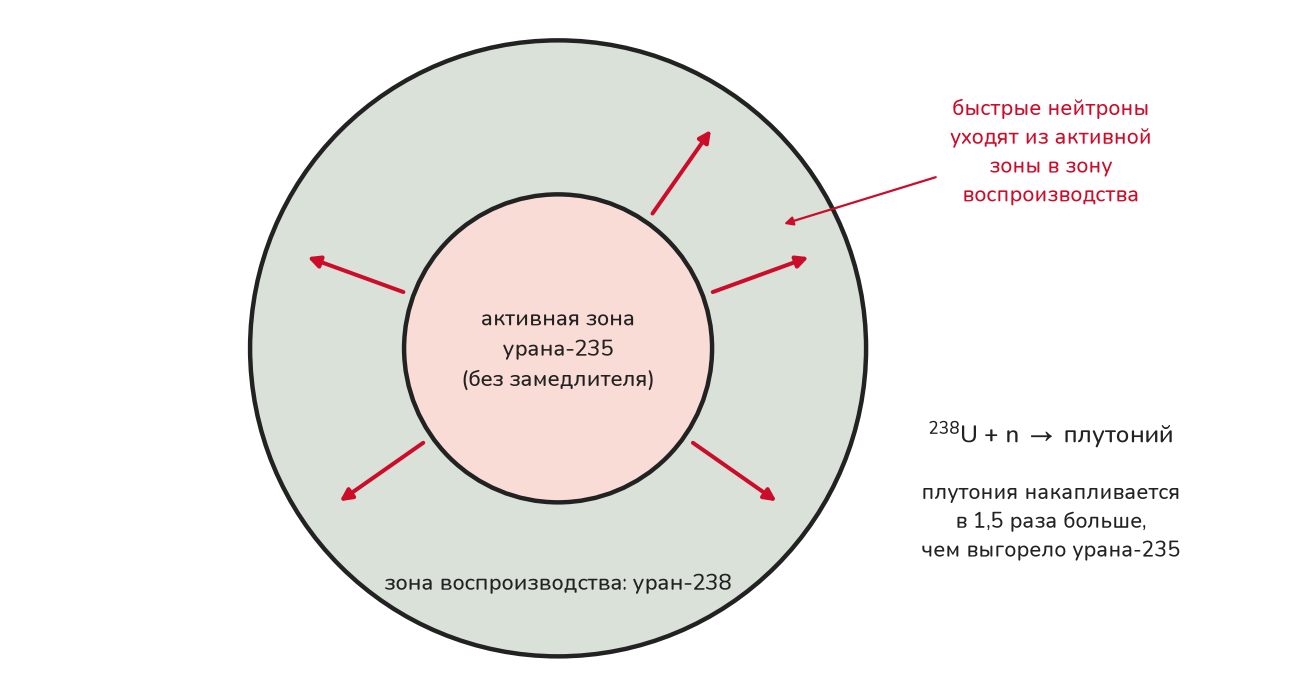 быстрые нейтроны
уходят из активной
зоны в зону
воспроизводства
активная зона
урана-235
(без замедлителя)
²³⁸U + n → плутоний
плутония накапливается
в 1,5 раза больше,
чем выгорело урана-235
зона воспроизводства: уран-238